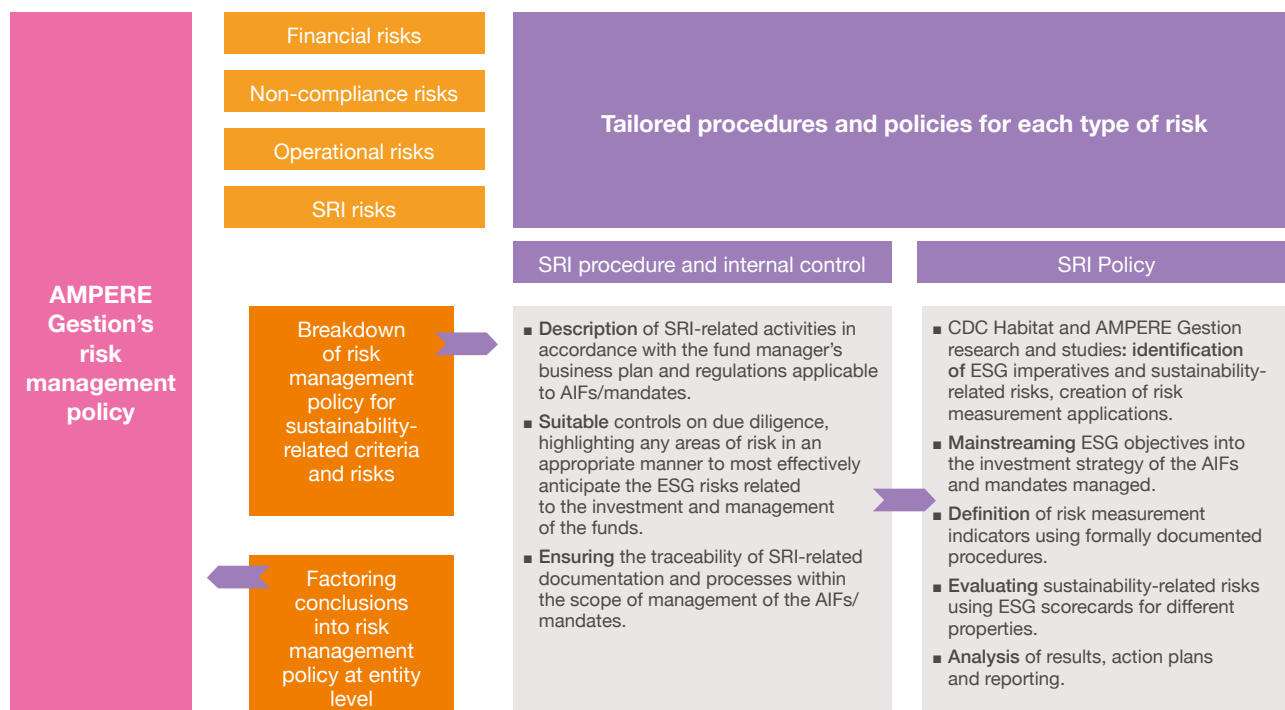 AMPERE
Gestion's
risk
management
policy
Financial risks
Non-compliance risks
Operational risks
SRI risks
Tailored procedures and policies for each type of risk
Breakdown
of risk
management
policy for
sustainability-
related criteria
and risks
Factoring
conclusions
into risk
management
policy at entity
level
SRI procedure and internal control
■ Description of SRI-related activities in
accordance with the fund manager's
business plan and regulations applicable
to AIFs/mandates.
■ Suitable controls on due diligence,
highlighting any areas of risk in an
appropriate manner to most effectively
anticipate the ESG risks related
to the investment and management
of the funds.
■ Ensuring the traceability of SRI-related
documentation and processes within
the scope of management of the AIFs/
mandates.
SRI Policy
■ CDC Habitat and AMPERE Gestion
research and studies: identification
of ESG imperatives and sustainability-
related risks, creation of risk
measurement applications.
■ Mainstreaming ESG objectives into
the investment strategy of the AIFs
and mandates managed.
■ Definition of risk measurement
indicators using formally documented
procedures.
■ Evaluating sustainability-related risks
using ESG scorecards for different
properties.
■ Analysis of results, action plans
and reporting.